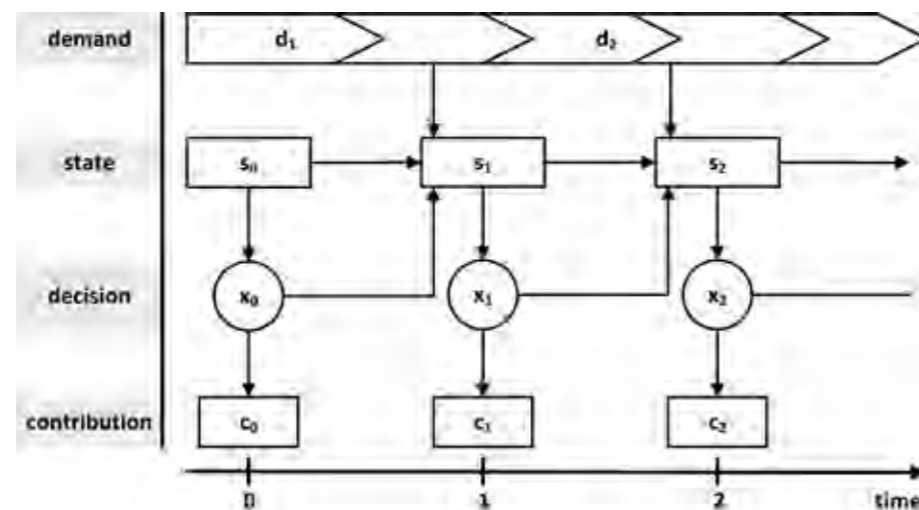 demand d₁ d₂
state s₀ s₁ s₂
decision x₀ x₁ x₂
contribution c₀ c₁ c₂
0 1 2 time